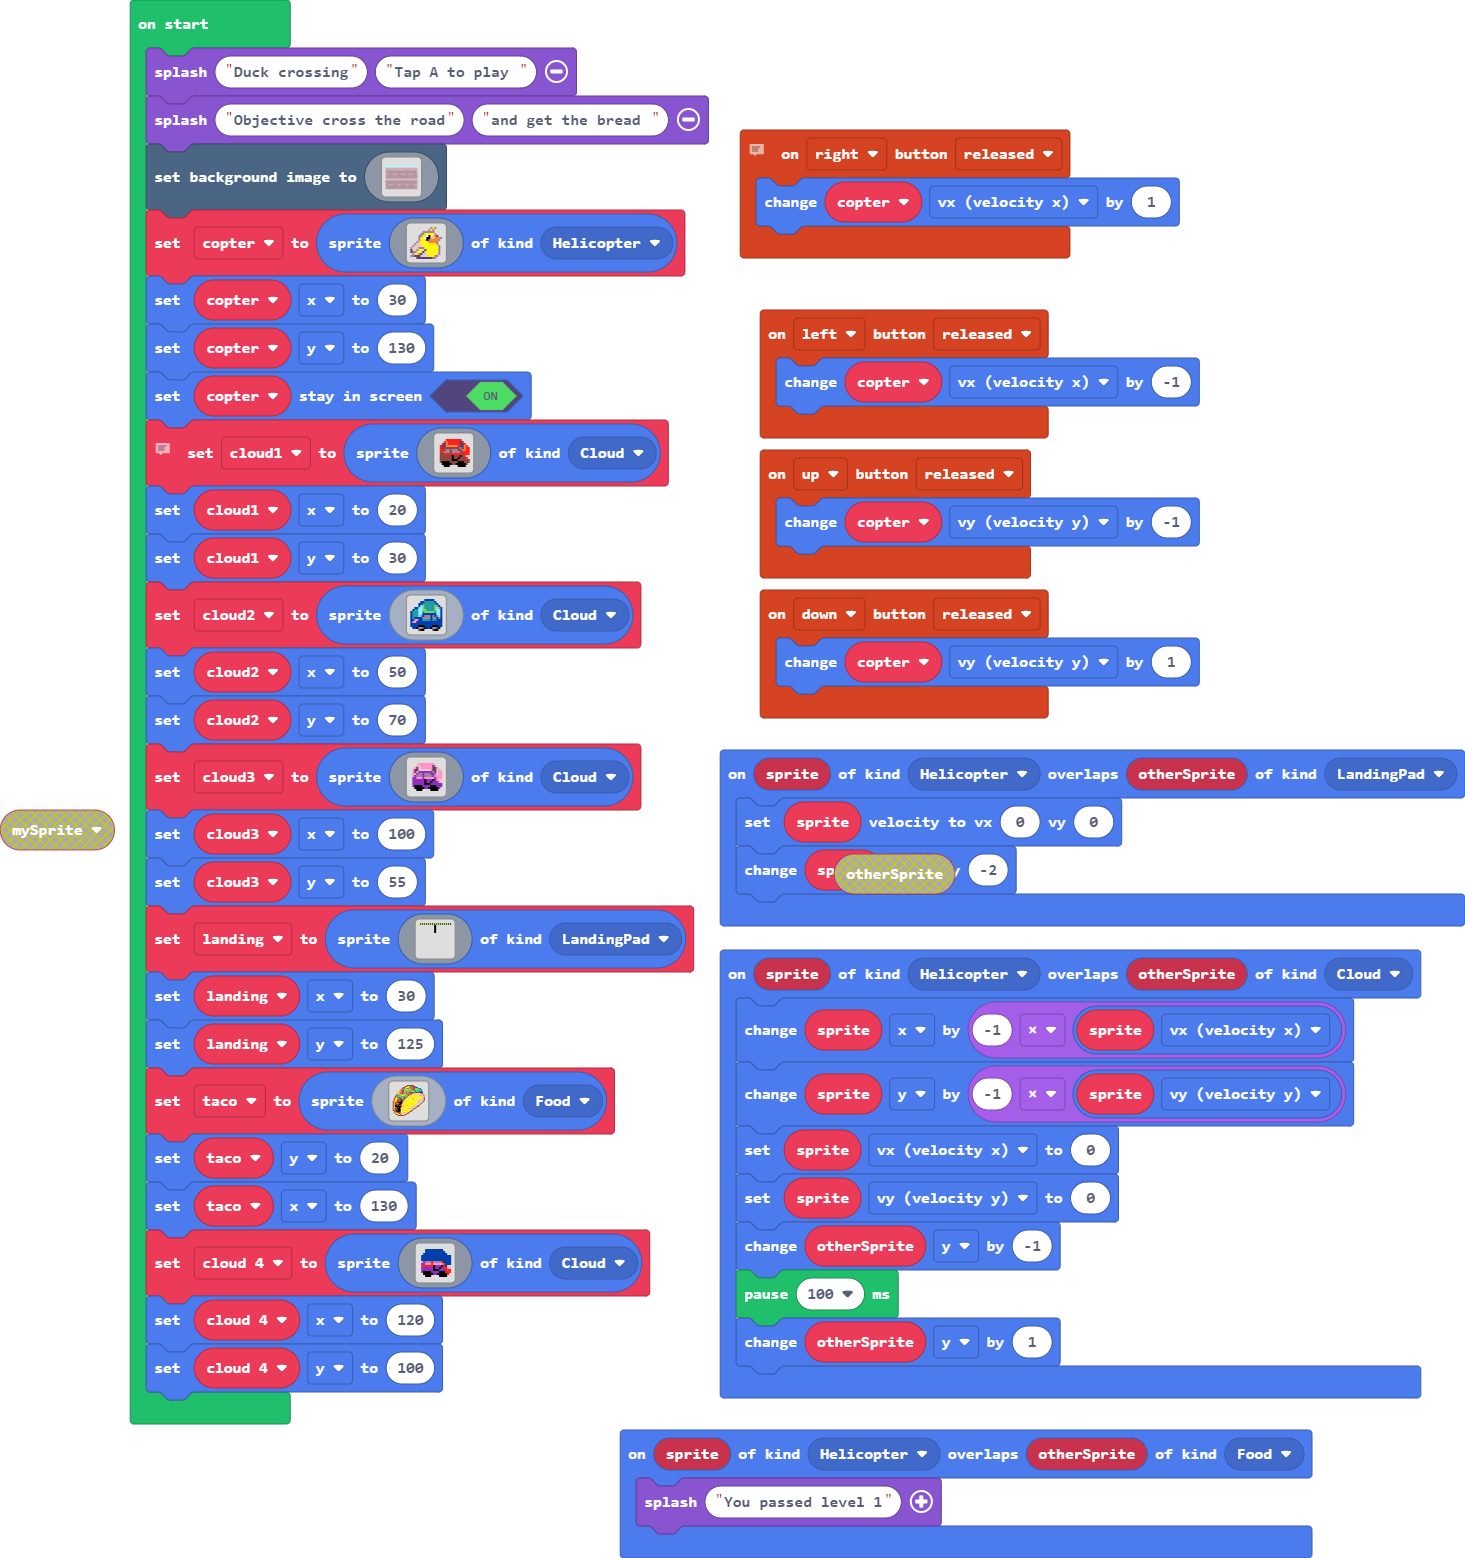 on start
splash "Duck crossing" "Tap A to play "
splash "Objective cross the road" "and get the bread "
set background image to
set copter to sprite of kind Helicopter
set copter x to 30
set copter y to 130
set copter stay in screen ON
set cloud1 to sprite of kind Cloud
set cloud1 x to 20
set cloud1 y to 30
set cloud2 to sprite of kind Cloud
set cloud2 x to 50
set cloud2 y to 70
set cloud3 to sprite of kind Cloud
mySprite
set cloud3 x to 100
set cloud3 y to 55
set landing to sprite of kind LandingPad
set landing x to 30
set landing y to 125
set taco to sprite of kind Food
set taco y to 20
set taco x to 130
set cloud 4 to sprite of kind Cloud
set cloud 4 x to 120
set cloud 4 y to 100
on right button released
change copter vx (velocity x) by 1
on left button released
change copter vx (velocity x) by -1
on up button released
change copter vy (velocity y) by -1
on down button released
change copter vy (velocity y) by 1
on sprite of kind Helicopter overlaps otherSprite of kind LandingPad
set sprite velocity to vx 0 vy 0
change sp otherSprite -2
on sprite of kind Helicopter overlaps otherSprite of kind Cloud
change sprite x by -1 × sprite vx (velocity x)
change sprite y by -1 × sprite vy (velocity y)
set sprite vx (velocity x) to 0
set sprite vy (velocity y) to 0
change otherSprite y by -1
pause 100 ms
change otherSprite y by 1
on sprite of kind Helicopter overlaps otherSprite of kind Food
splash "You passed level 1"